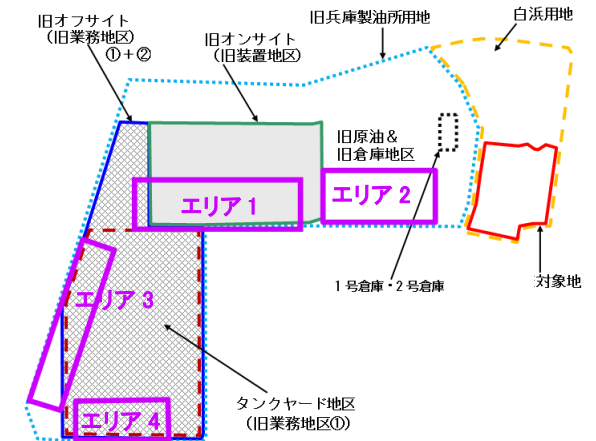 旧オフサイト
（旧業務地区）
①＋②
旧オンサイト
（旧装置地区）
旧兵庫製油所用地
白浜用地
旧原油＆
旧倉庫地区
エリア１
エリア２
１号倉庫・２号倉庫
対象地
エリア３
タンクヤード地区
（旧業務地区①）
エリア４